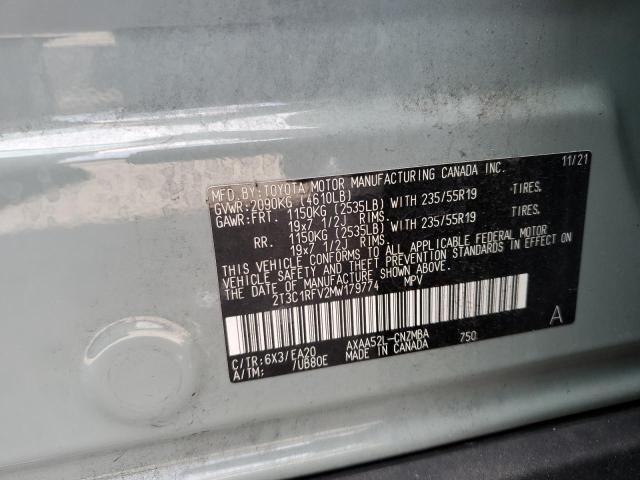 MFD. BY: TOYOTA MOTOR MANUFACTURING CANADA INC. 11/21
GVWR: 2090KG (4610LB)
GAWR: FRT. 1150KG (2535LB) WITH 235/55R19 TIRES.
19x7 1/2J RIMS.
RR. 1150KG (2535LB) WITH 235/55R19 TIRES.
19x7 1/2J RIMS.
THIS VEHICLE CONFORMS TO ALL APPLICABLE FEDERAL MOTOR
VEHICLE SAFETY AND THEFT PREVENTION STANDARDS IN EFFECT ON
THE DATE OF MANUFACTURE SHOWN ABOVE.
2T3C1RFV2MW179774 MPV
A
C/TR: 6X3/EA20 AXAA52L-CNZMBA 750
A/TM: /UB80E MADE IN CANADA